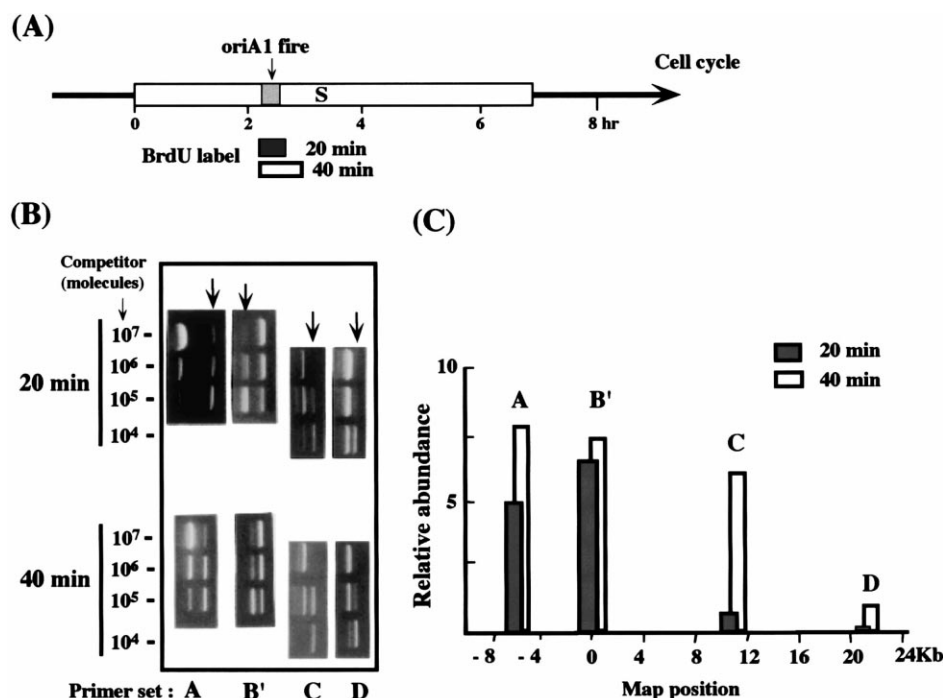 (A)
oriA1 fire
Cell cycle
S
0 2 4 6 8 hr
BrdU label
20 min
40 min
(B)
Competitor
(molecules)
20 min
10⁷ -
10⁶ -
10⁵ -
10⁴ -
40 min
10⁷ -
10⁶ -
10⁵ -
10⁴ -
Primer set : A B' C D
(C)
20 min
40 min
Relative abundance
10
5
A
B'
C
D
- 8 - 4 0 4 8 12 16 20 24Kb
Map position